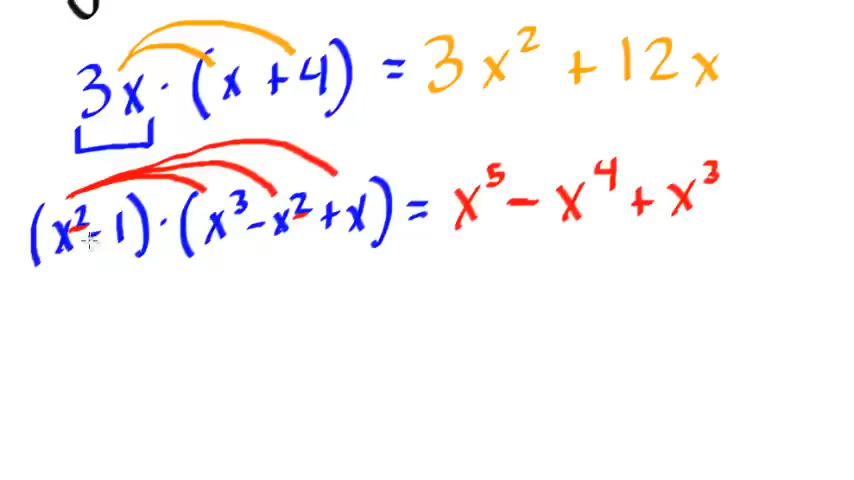 3x · (x + 4) = 3x² + 12x
(x² - 1) · (x³ - x² + x) = x⁵ - x⁴ + x³